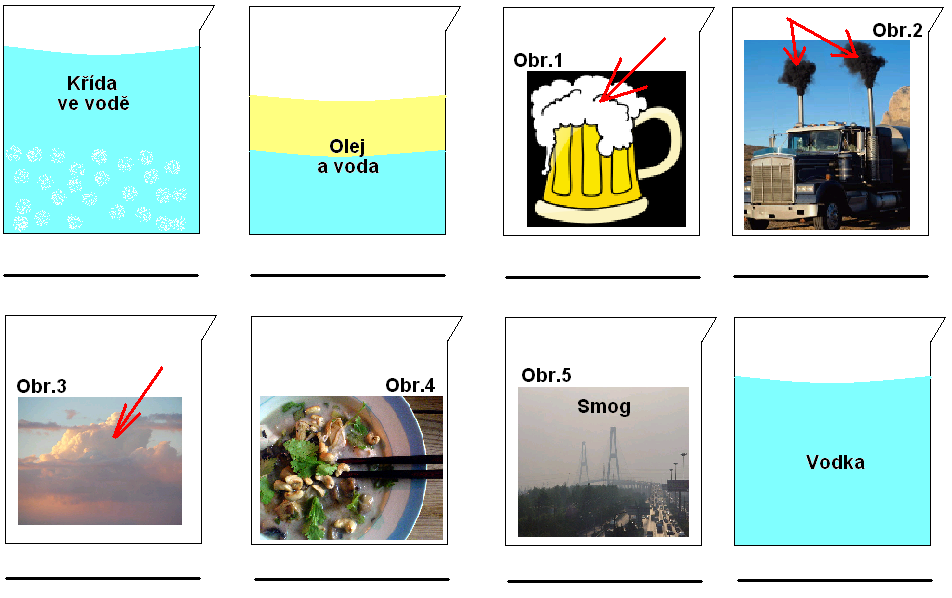 Křída
ve vodě
Olej
a voda
Obr.1
Obr.2
Obr.3
Obr.4
Obr.5
Smog
Vodka